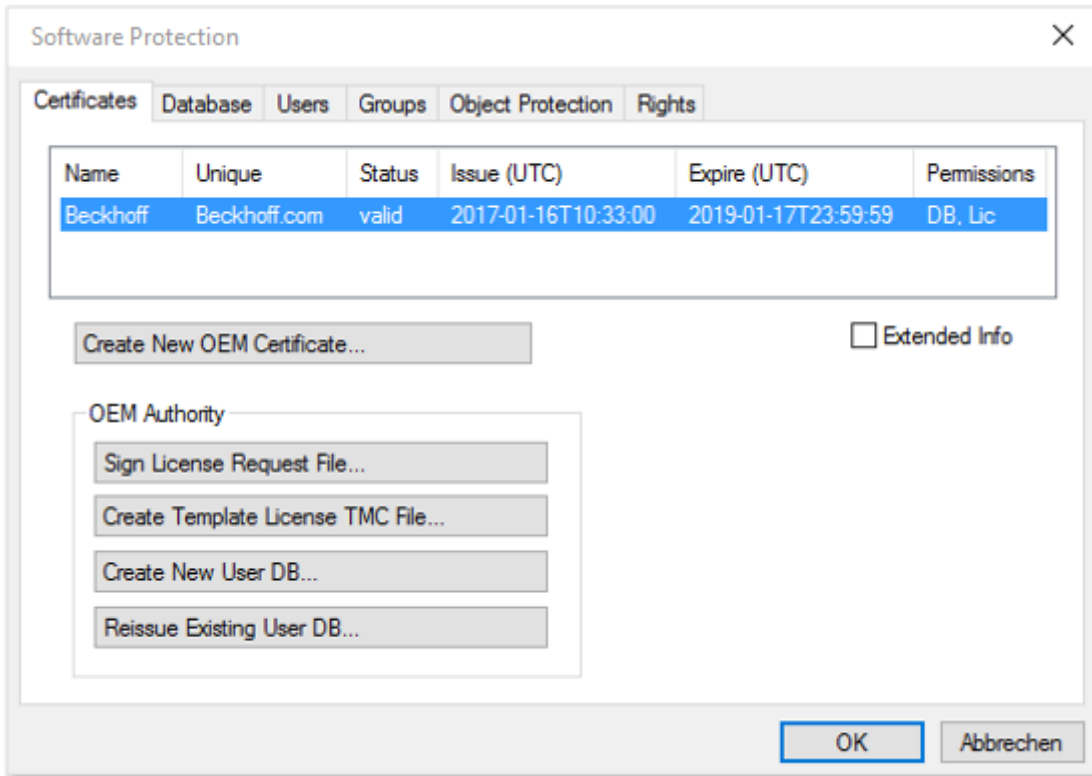 Software Protection
Certificates Database Users Groups Object Protection Rights
Name Unique Status Issue (UTC) Expire (UTC) Permissions
Beckhoff Beckhoff.com valid 2017-01-16T10:33:00 2019-01-17T23:59:59 DB, Lic
Create New OEM Certificate... Extended Info
OEM Authority
Sign License Request File...
Create Template License TMC File...
Create New User DB...
Reissue Existing User DB...
OK Abbrechen